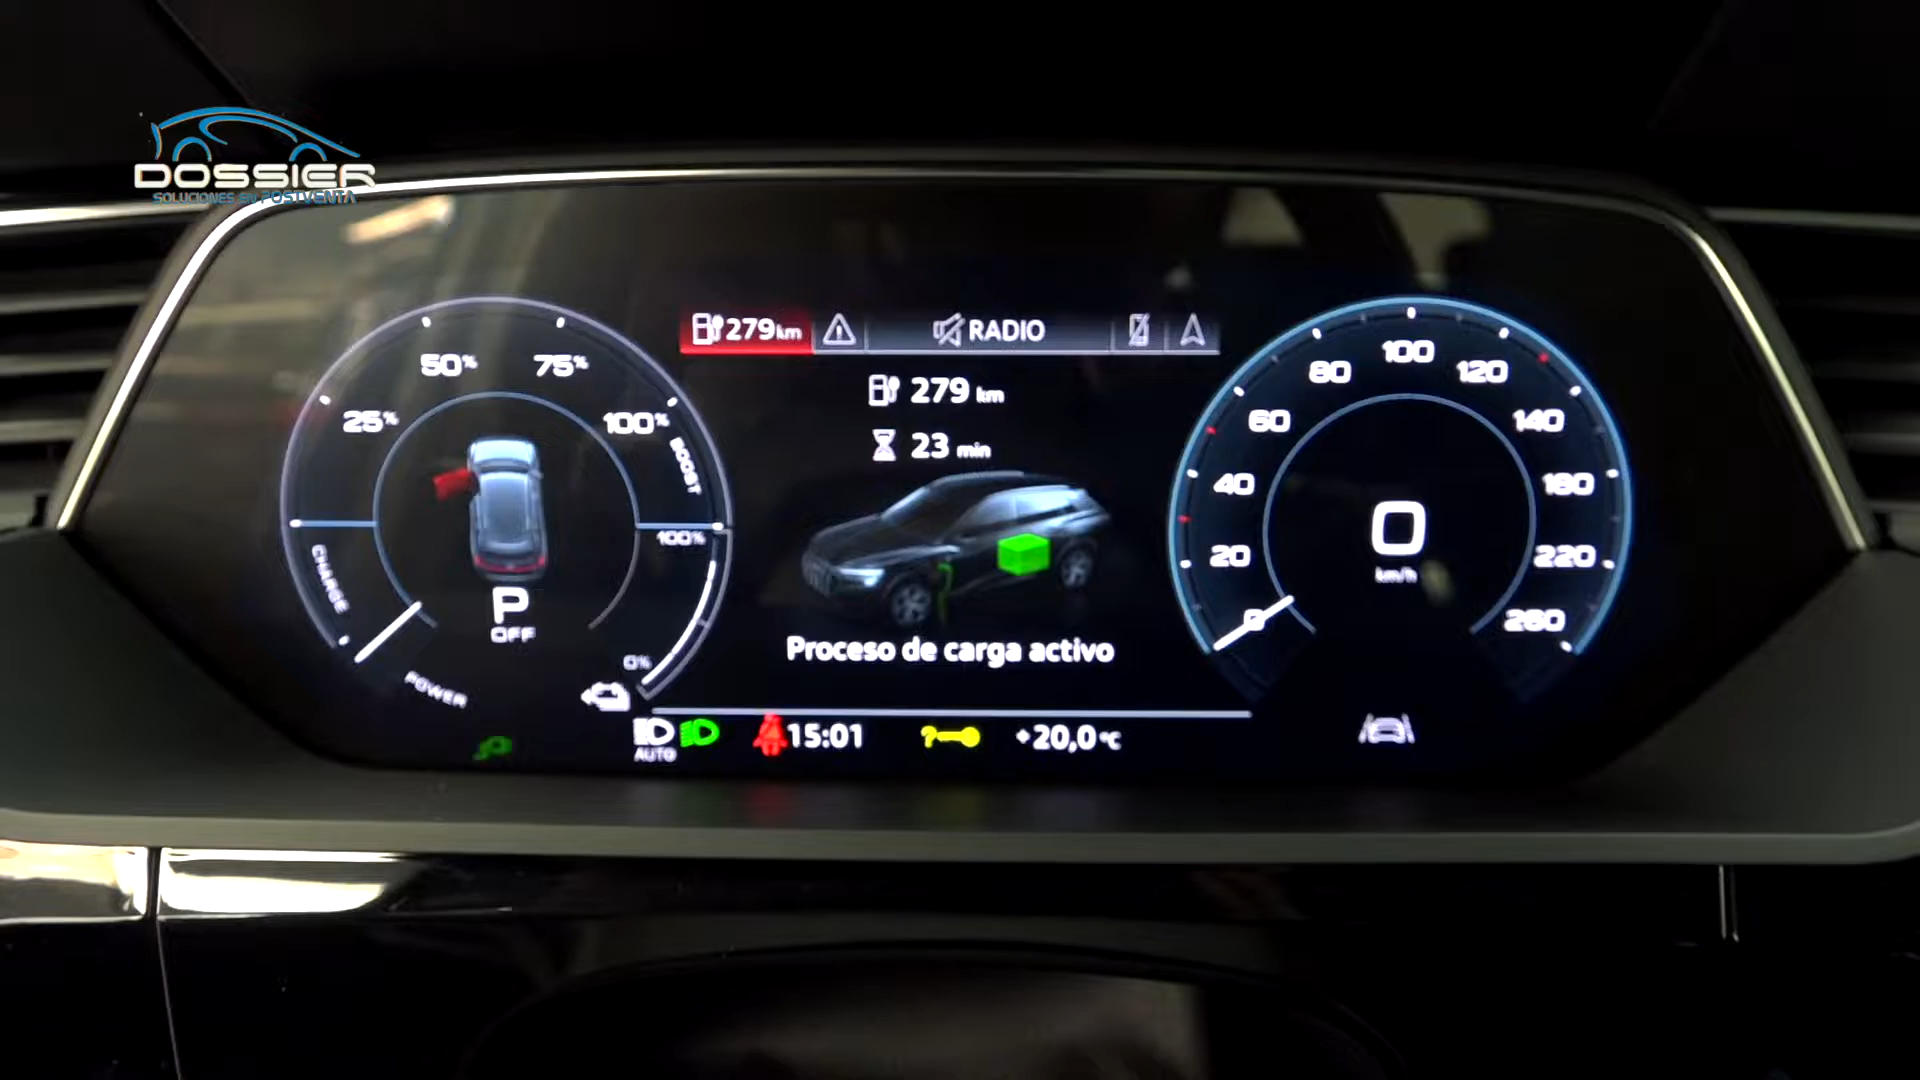 DOSSIER
SOLUCIONES EN POSTVENTA
279 km
RADIO
279 km
23 min
Proceso de carga activo
25%
50%
75%
100%
BOOST
100%
0%
CHARGE
POWER
P
OFF
0
20
40
60
80
100
120
140
180
220
260
0
km/h
AUTO
15:01
?
+20,0°C